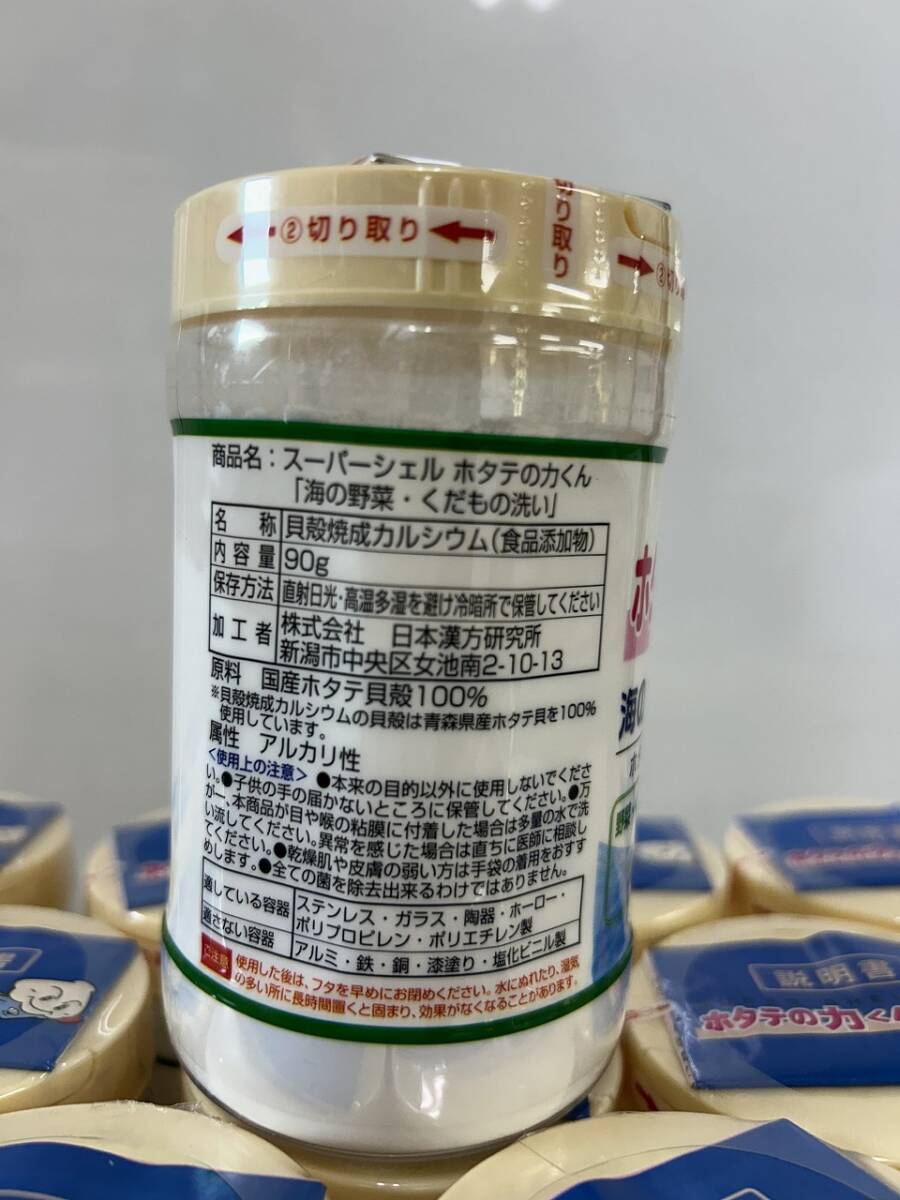 ②切り取り
切り取り
②切
商品名：スーパーシェル ホタテの力くん
「海の野菜・くだもの洗い」
名 称 貝殻焼成カルシウム(食品添加物)
内容量 90g
保存方法 直射日光・高温多湿を避け冷暗所で保管してください
加工者 株式会社 日本漢方研究所
新潟市中央区女池南2-10-13
原料 国産ホタテ貝殻100%
※貝殻焼成カルシウムの貝殻は青森県産ホタテ貝を100%
使用しています。
属性 アルカリ性
<使用上の注意> ●本来の目的以外に使用しないでくださ
い。●子供の手の届かないところに保管してください。●万
が一、本商品が目や喉の粘膜に付着した場合は多量の水で洗
い流してください。異常を感じた場合は直ちに医師に相談し
てください。●乾燥肌や皮膚の弱い方は手袋の着用をおすす
めします。●全ての菌を除去出来るわけではありません。
適している容器 ステンレス・ガラス・陶器・ホーロー・
ポリプロピレン・ポリエチレン製
適さない容器 アルミ・鉄・銅・漆塗り・塩化ビニル製
ご注意 使用した後は、フタを早めにお閉めください。水にぬれたり、湿気
の多い所に長時間置くと固まり、効果がなくなることがあります。
ホ
海の
野菜
説明書
ホタテの力くん